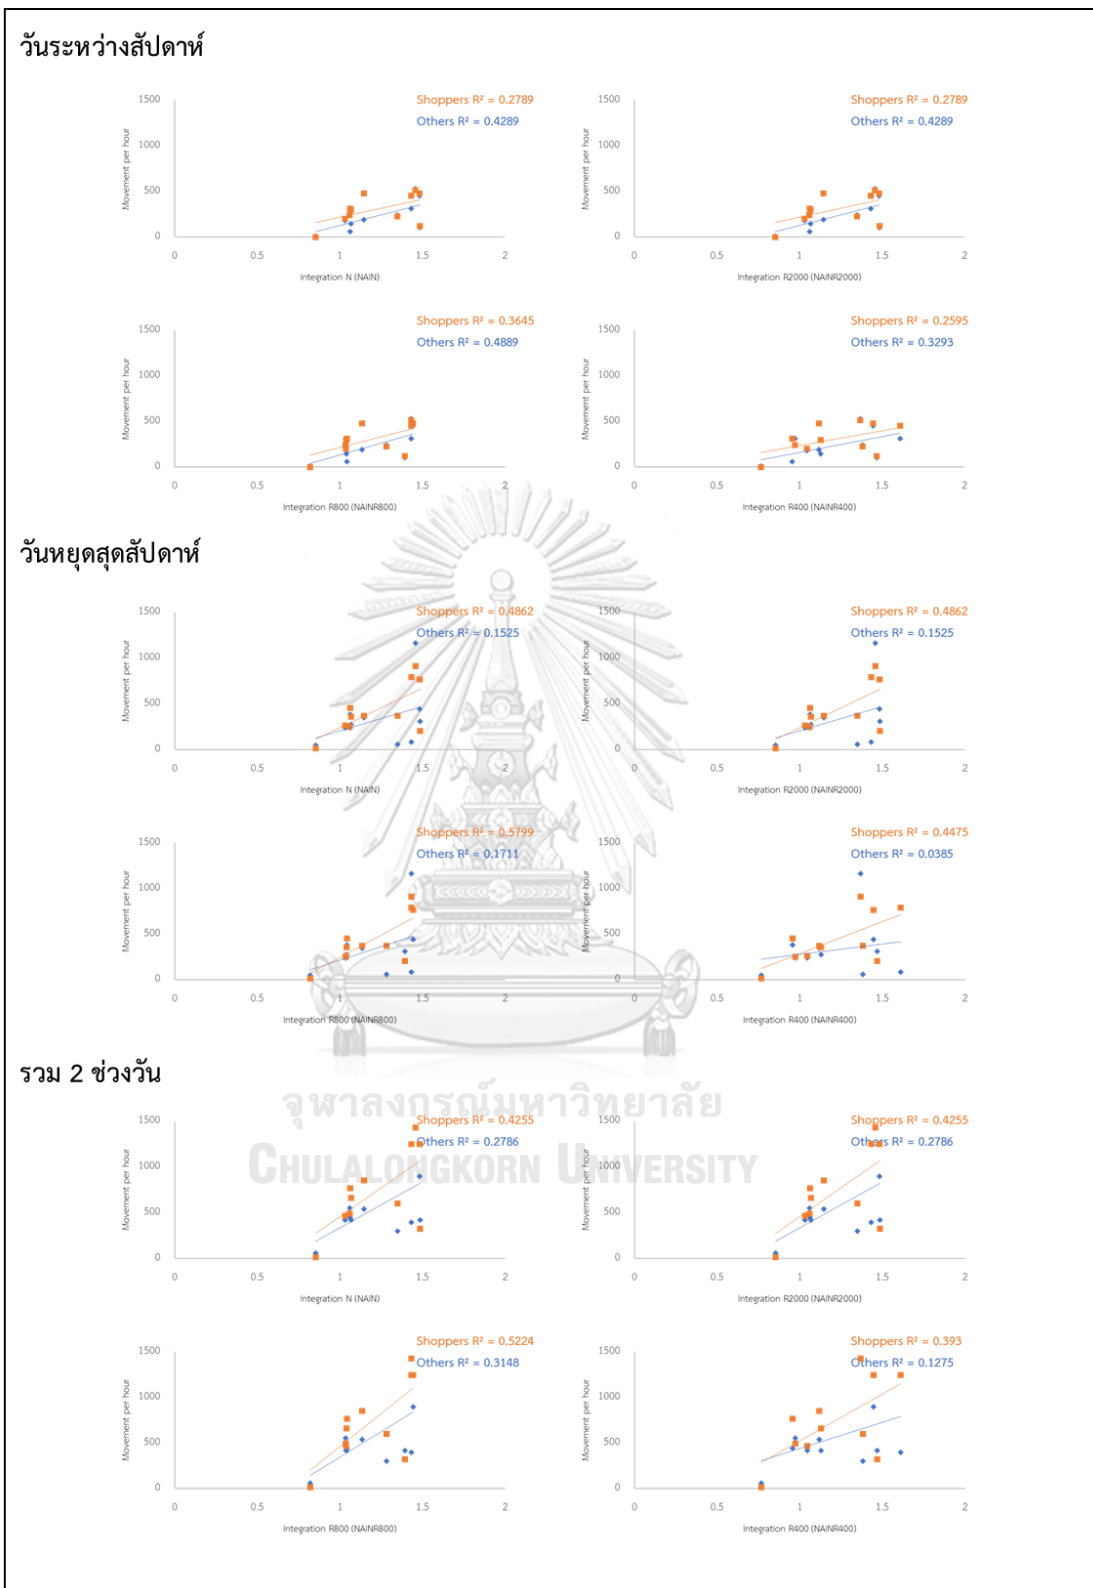 วันระหว่างสัปดาห์
Shoppers R² = 0.2789
Others R² = 0.4289
Movement per hour
1500
1000
500
0
0 0.5 1 1.5 2
Integration N (NAIN)
Shoppers R² = 0.2789
Others R² = 0.4289
Movement per hour
1500
1000
500
0
0 0.5 1 1.5 2
Integration R2000 (NAINR2000)
Shoppers R² = 0.3645
Others R² = 0.4889
Movement per hour
1500
1000
500
0
0 0.5 1 1.5 2
Integration R800 (NAINR800)
Shoppers R² = 0.2595
Others R² = 0.3293
Movement per hour
1500
1000
500
0
0 0.5 1 1.5 2
Integration R400 (NAINR400)
วันหยุดสุดสัปดาห์
Shoppers R² = 0.4862
Others R² = 0.1525
Movement per hour
1500
1000
500
0
0 0.5 1 1.5 2
Integration N (NAIN)
Shoppers R² = 0.4862
Others R² = 0.1525
Movement per hour
1500
1000
500
0
0 0.5 1 1.5 2
Integration R2000 (NAINR2000)
Shoppers R² = 0.5799
Others R² = 0.1711
Movement per hour
1500
1000
500
0
0 0.5 1 1.5 2
Integration R800 (NAINR800)
Shoppers R² = 0.4475
Others R² = 0.0385
Movement per hour
1500
1000
500
0
0 0.5 1 1.5 2
Integration R400 (NAINR400)
รวม 2 ช่วงวัน
จุฬาลงกรณ์มหาวิทยาลัย
CHULALONGKORN UNIVERSITY
Shoppers R² = 0.4255
Others R² = 0.2786
Movement per hour
1500
1000
500
0
0 0.5 1 1.5 2
Integration N (NAIN)
Shoppers R² = 0.4255
Others R² = 0.2786
Movement per hour
1500
1000
500
0
0 0.5 1 1.5 2
Integration R2000 (NAINR2000)
Shoppers R² = 0.5224
Others R² = 0.3148
Movement per hour
1500
1000
500
0
0 0.5 1 1.5 2
Integration R800 (NAINR800)
Shoppers R² = 0.393
Others R² = 0.1275
Movement per hour
1500
1000
500
0
0 0.5 1 1.5 2
Integration R400 (NAINR400)